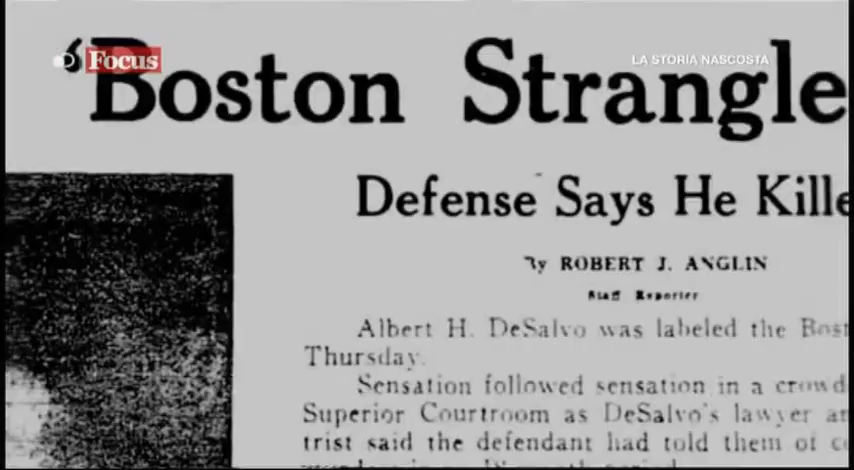 Focus
LA STORIA NASCOSTA
'Boston Strangle
Defense Says He Kille
By ROBERT J. ANGLIN
Staff Reporter
Albert H. DeSalvo was labeled the Bost
Thursday.
Sensation followed sensation in a crowd
Superior Courtroom as DeSalvo's lawyer an
trist said the defendant had told them of